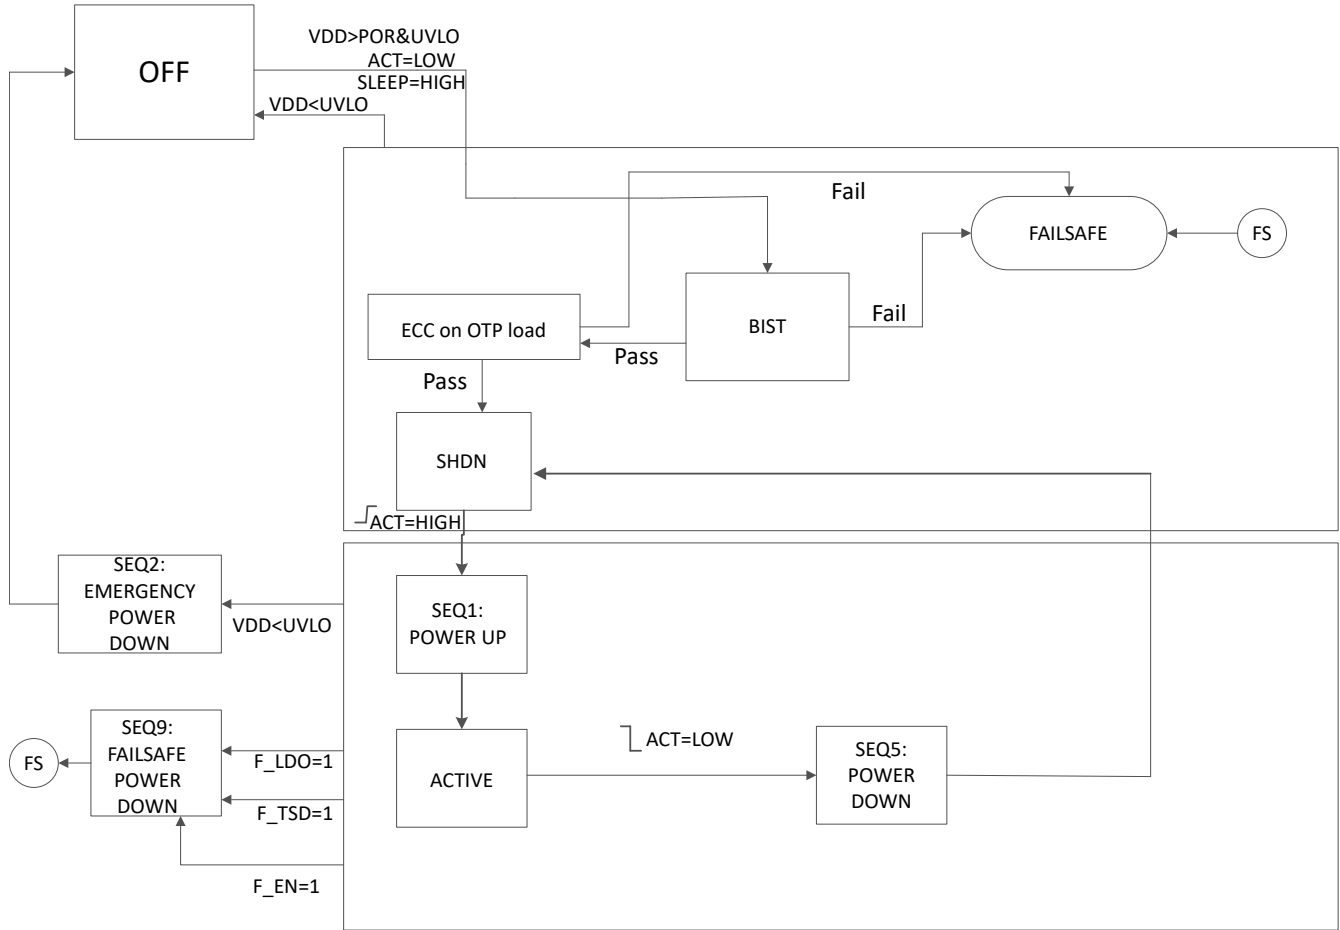 OFF
VDD>POR&UVLO
ACT=LOW
SLEEP=HIGH
VDD<UVLO
Fail
FAILSAFE
FS
BIST
Fail
ECC on OTP load
Pass
Pass
SHDN
ACT=HIGH
SEQ2:
EMERGENCY
POWER
DOWN
VDD<UVLO
SEQ1:
POWER UP
SEQ9:
FAILSAFE
POWER
DOWN
FS
F_LDO=1
F_TSD=1
F_EN=1
ACTIVE
ACT=LOW
SEQ5:
POWER
DOWN